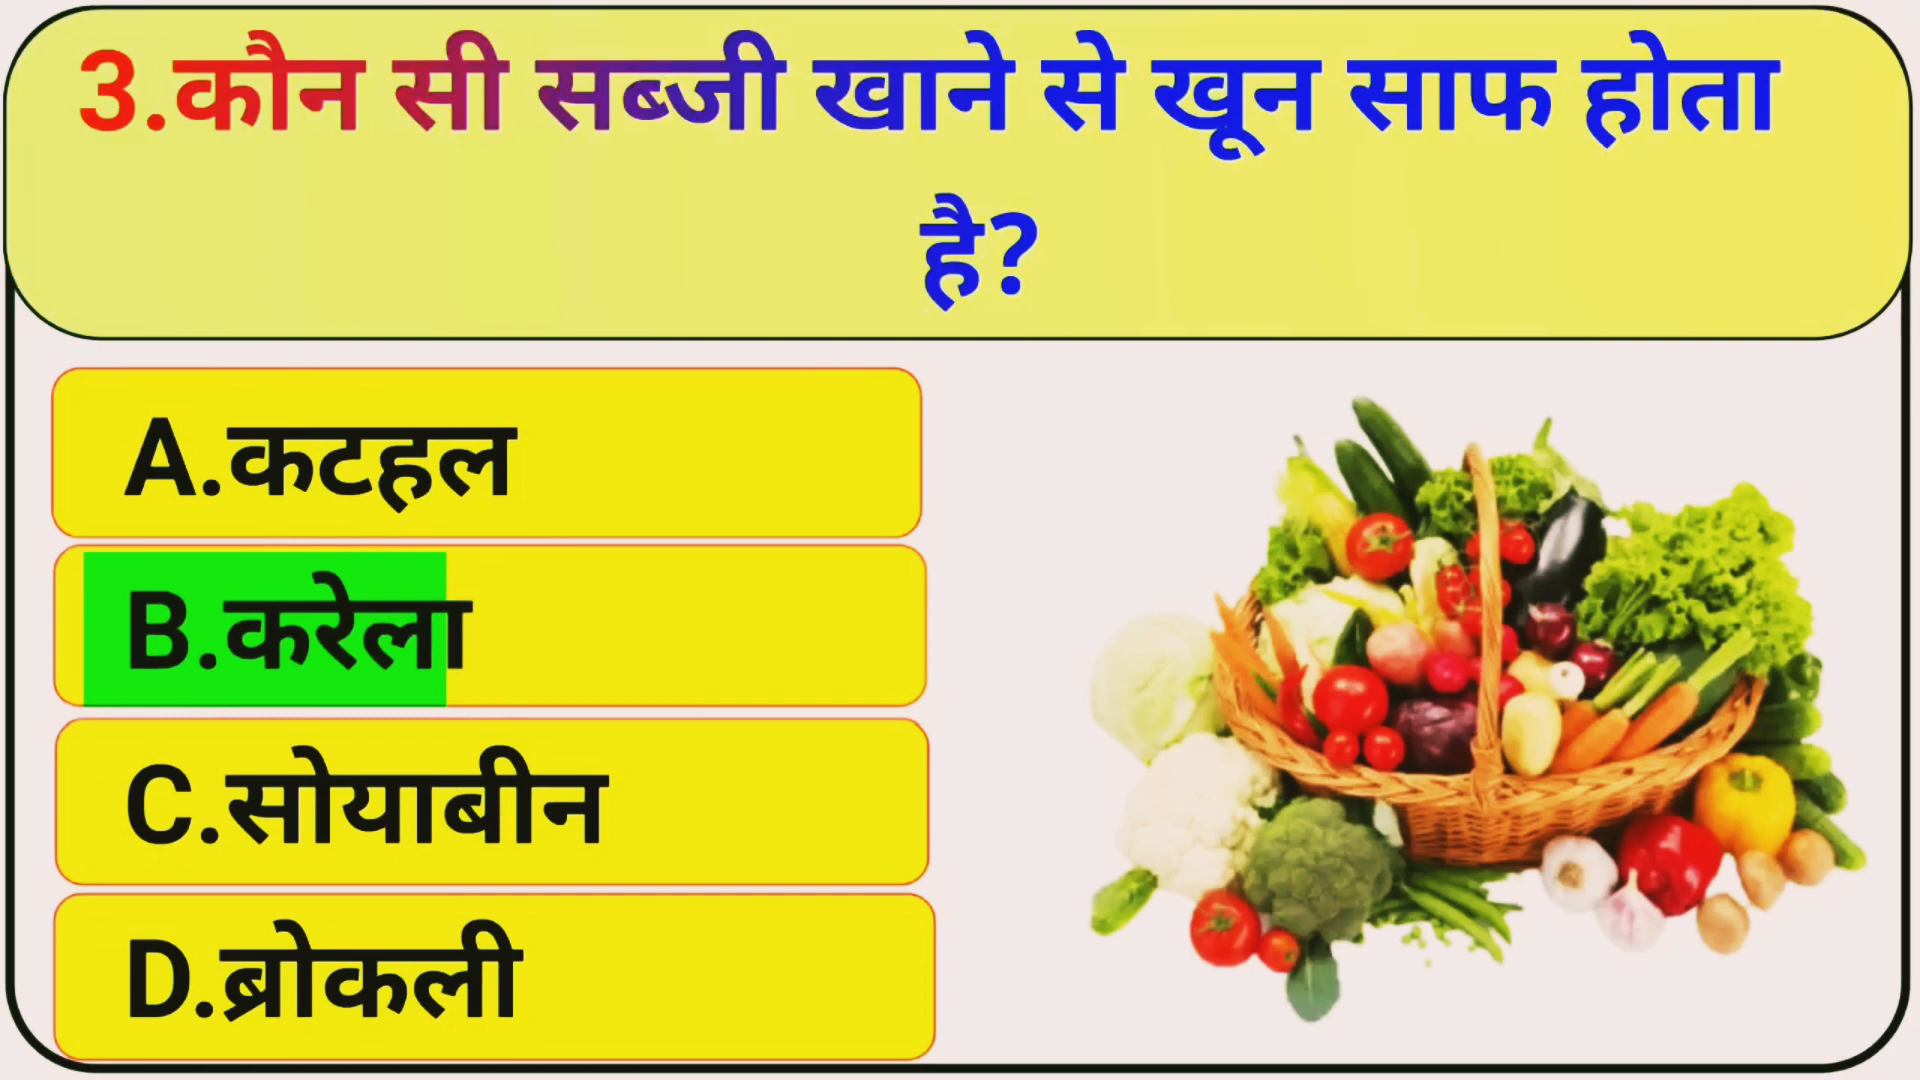 3.कौन सी सब्जी खाने से खून साफ होता
है?
A.कटहल
B.करेला
C.सोयाबीन
D.ब्रोकली